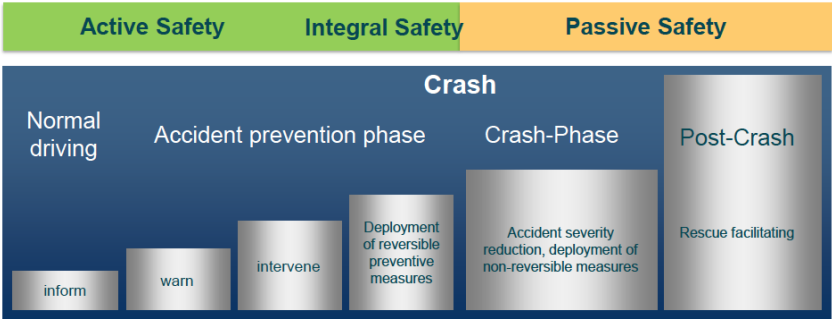 Active Safety
Integral Safety
Passive Safety
Crash
Normal
driving
Accident prevention phase
Crash-Phase
Post-Crash
inform
warn
intervene
Deployment
of reversible
preventive
measures
Accident severity
reduction, deployment of
non-reversible measures
Rescue facilitating